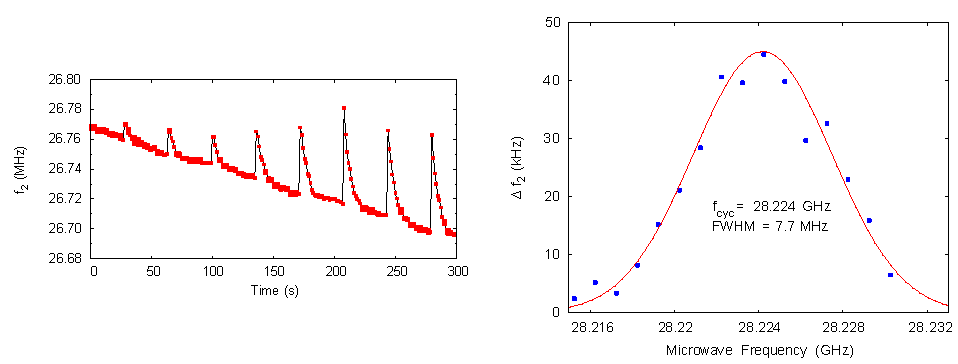 26.80
26.78
26.76
26.74
26.72
26.70
26.68
f2 (MHz)
0 50 100 150 200 250 300
Time (s)
50
40
30
20
10
0
Δ f2 (kHz)
fcyc = 28.224 GHz
FWHM = 7.7 MHz
28.216 28.22 28.224 28.228 28.232
Microwave Frequency (GHz)